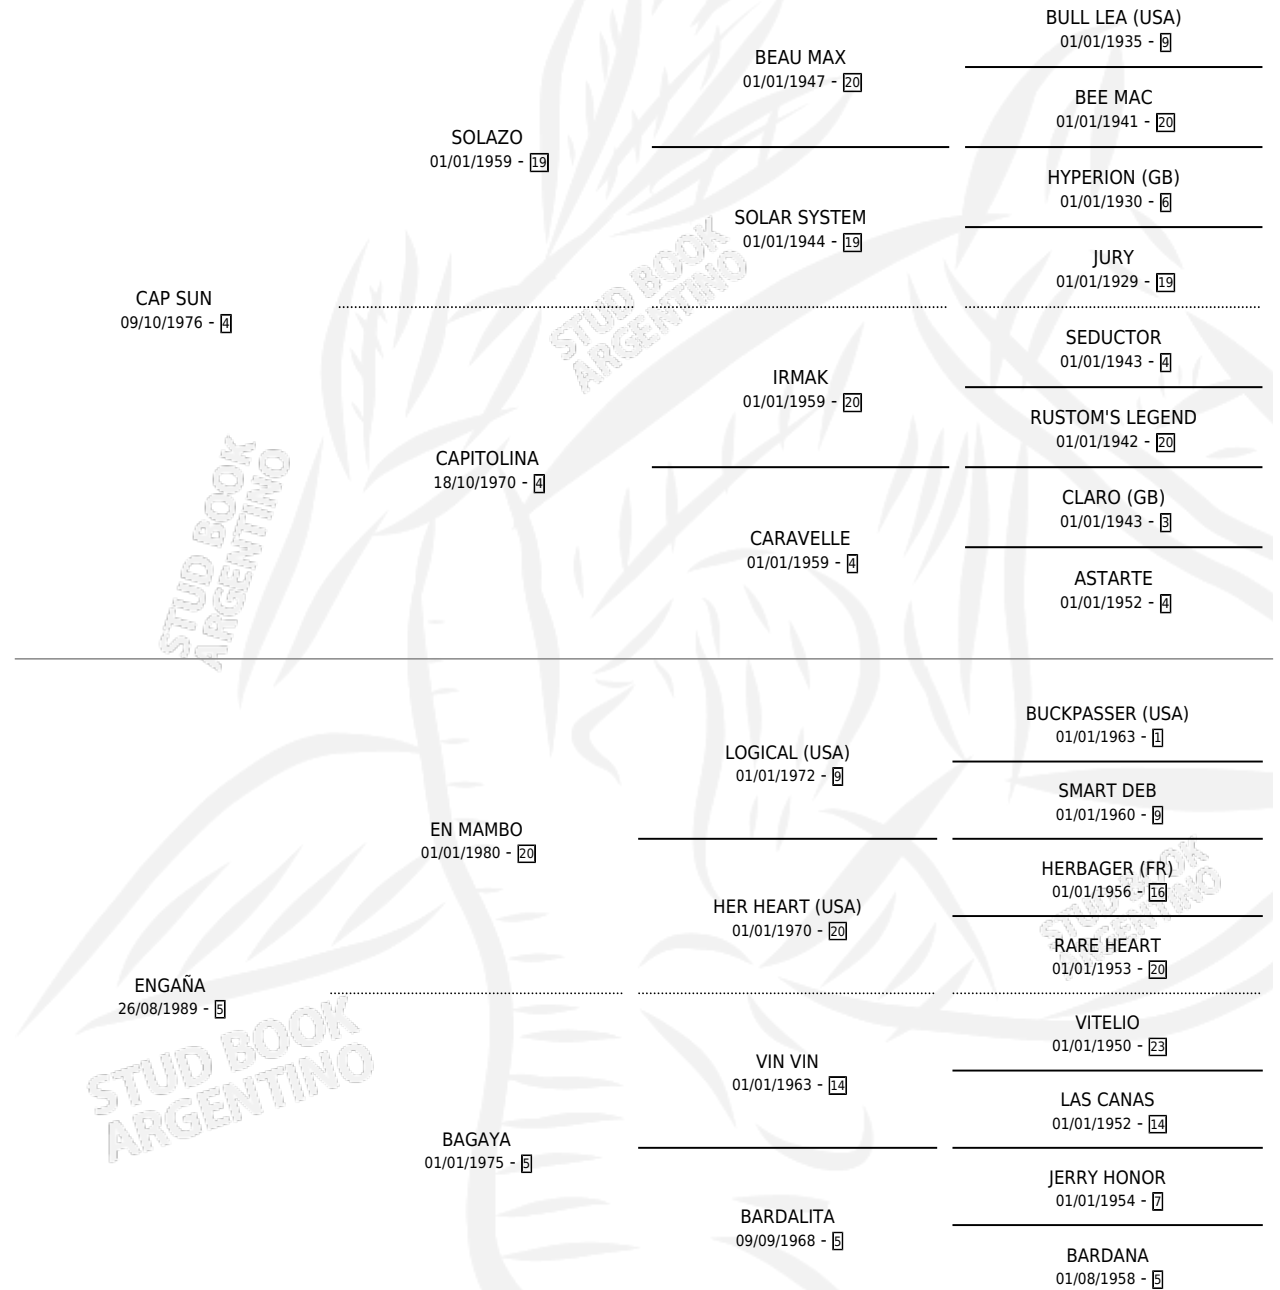 BULL LEA (USA)
01/01/1935 - 9
BEAU MAX
01/01/1947 - 20
BEE MAC
01/01/1941 - 20
SOLAZO
01/01/1959 - 19
HYPERION (GB)
01/01/1930 - 6
SOLAR SYSTEM
01/01/1944 - 19
JURY
01/01/1929 - 19
CAP SUN
09/10/1976 - 4
SEDUCTOR
01/01/1943 - 4
IRMAK
01/01/1959 - 20
RUSTOM'S LEGEND
01/01/1942 - 20
CAPITOLINA
18/10/1970 - 4
CLARO (GB)
01/01/1943 - 3
CARAVELLE
01/01/1959 - 4
ASTARTE
01/01/1952 - 4
BUCKPASSER (USA)
01/01/1963 - 1
LOGICAL (USA)
01/01/1972 - 9
SMART DEB
01/01/1960 - 9
EN MAMBO
01/01/1980 - 20
HERBAGER (FR)
01/01/1956 - 16
HER HEART (USA)
01/01/1970 - 20
RARE HEART
01/01/1953 - 20
ENGAÑA
26/08/1989 - 5
VITELIO
01/01/1950 - 23
VIN VIN
01/01/1963 - 14
LAS CANAS
01/01/1952 - 14
BAGAYA
01/01/1975 - 5
JERRY HONOR
01/01/1954 - 7
BARDALITA
09/09/1968 - 5
BARDANA
01/08/1958 - 5
STUD BOOK
ARGENTINO
STUD BOOK
ARGENTINO
STUD BOOK
ARGENTINO
STUD BOOK
ARGENTINO